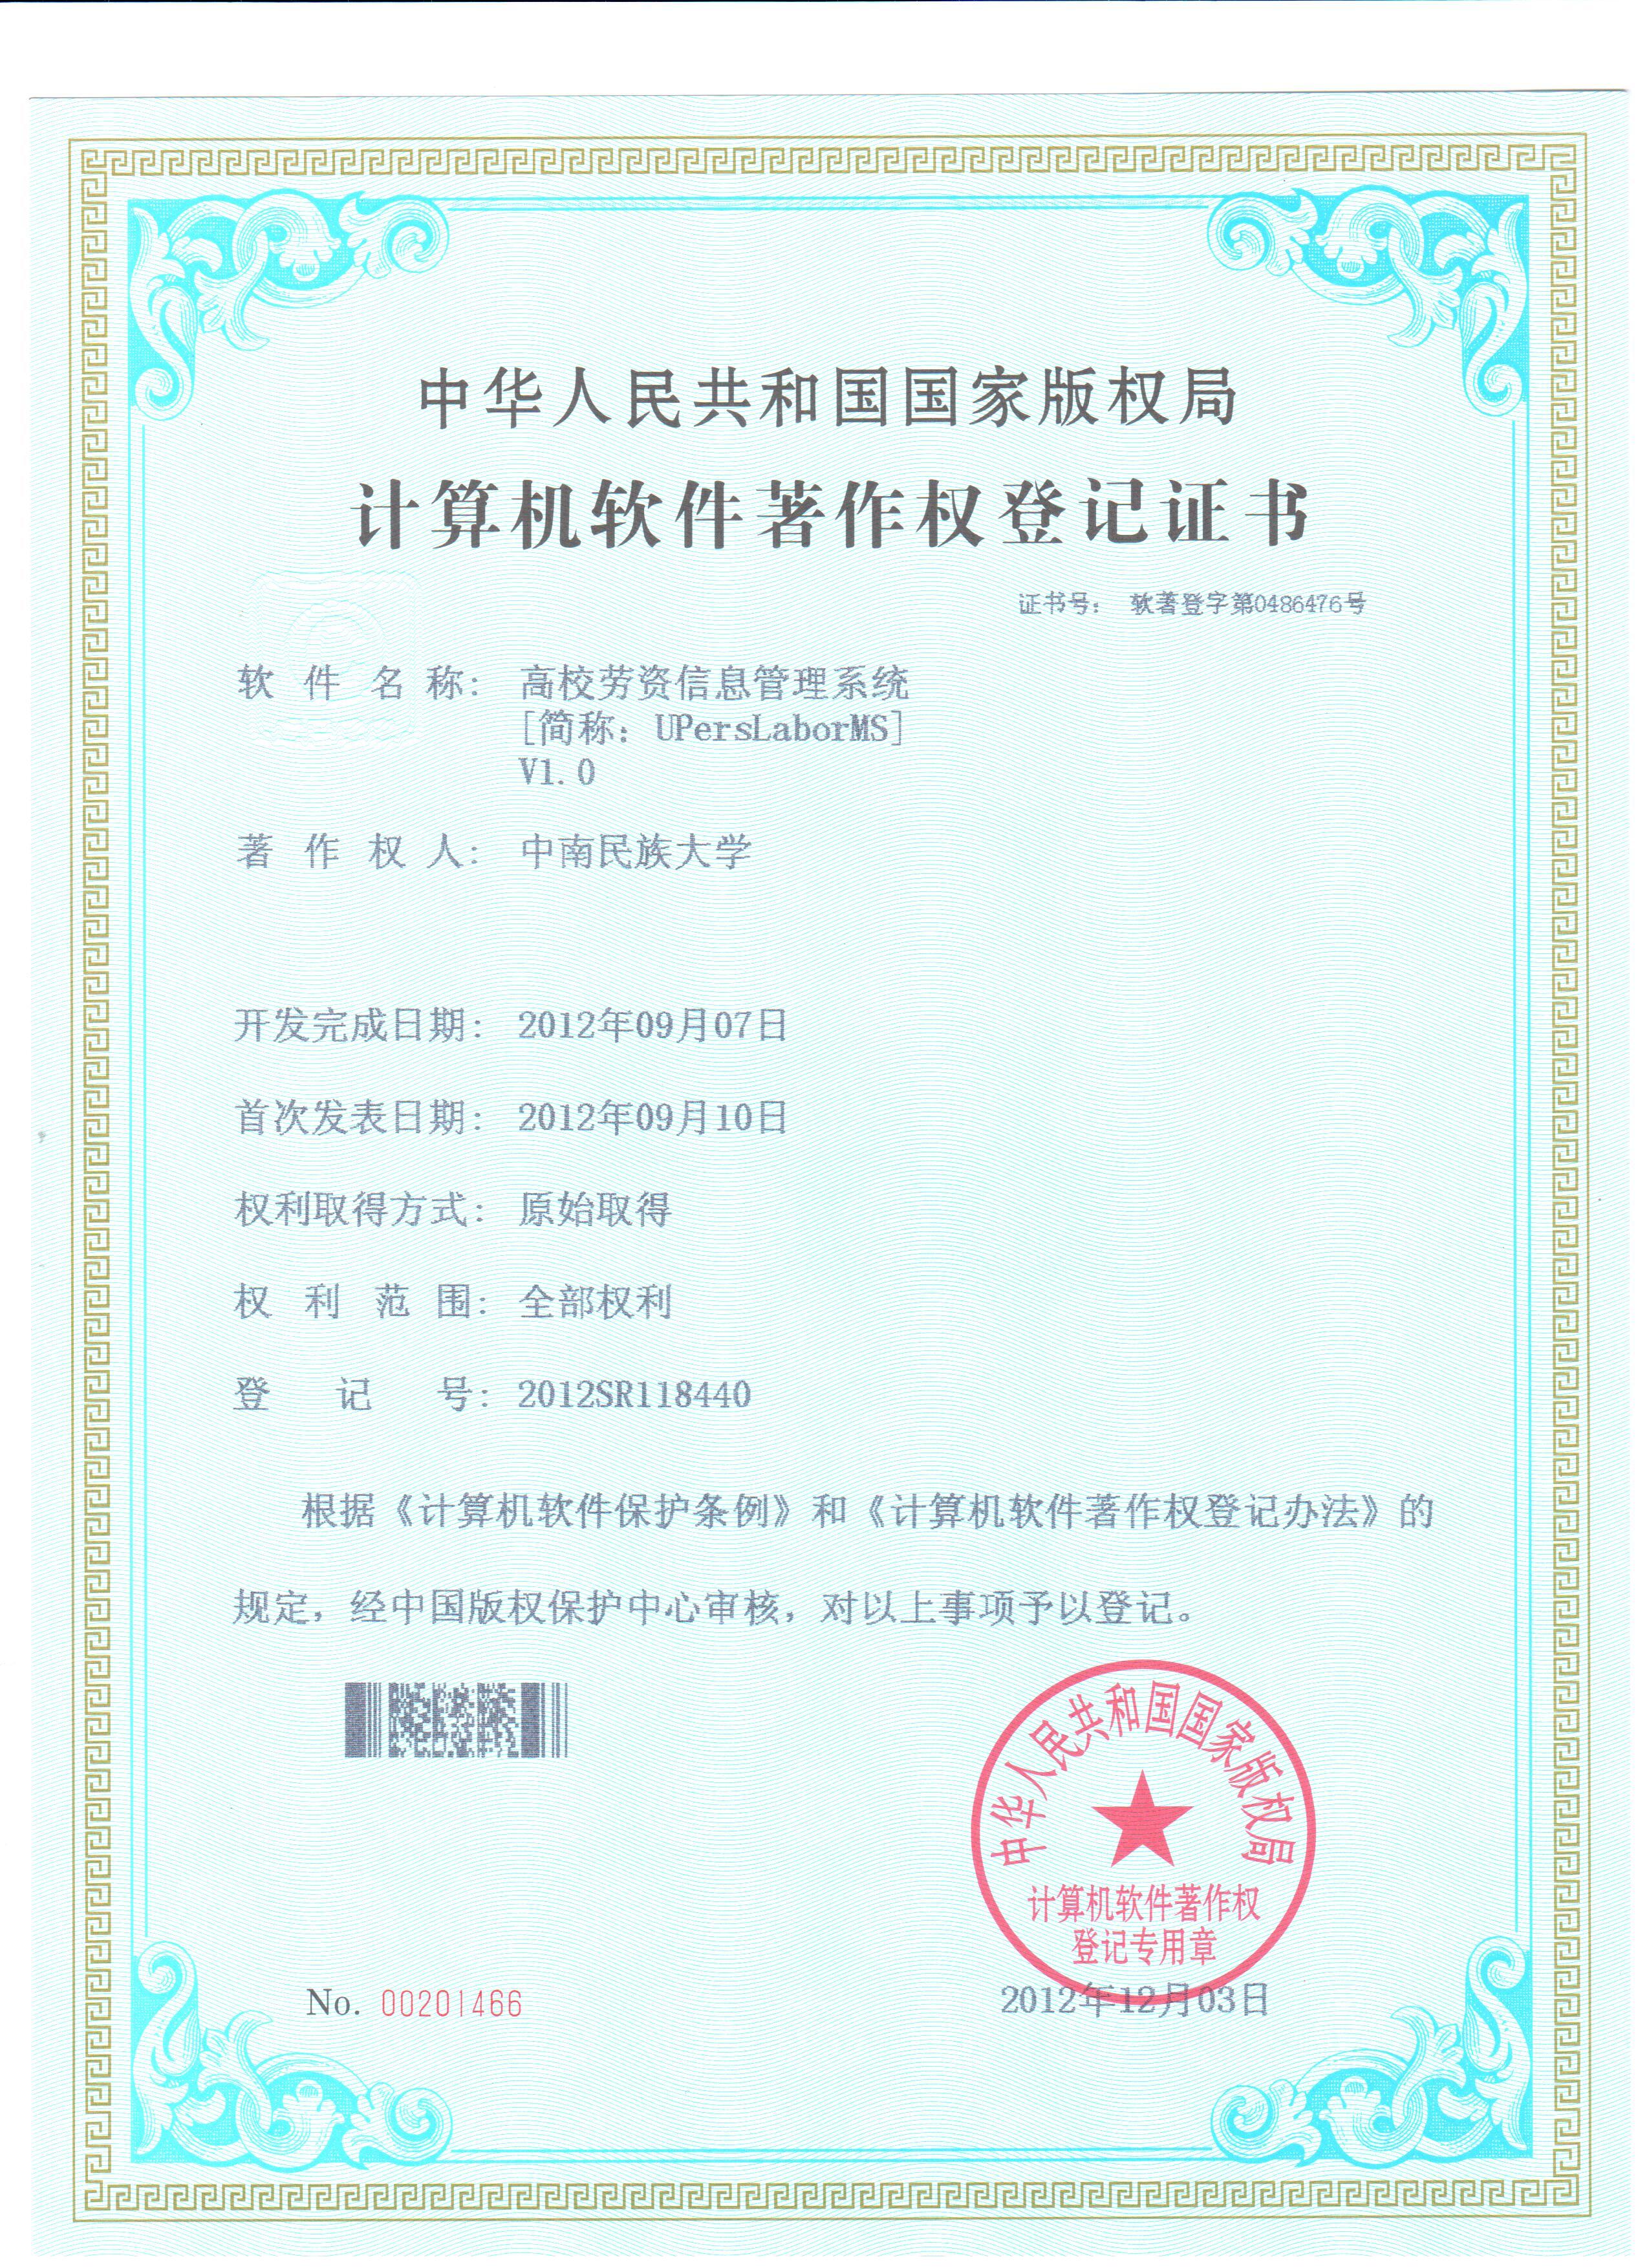 中华人民共和国国家版权局
计算机软件著作权登记证书
证书号： 软著登字第0486476号
软件名称： 高校劳资信息管理系统
[简称：UPersLaborMS]
V1.0
著作权人： 中南民族大学
开发完成日期： 2012年09月07日
首次发表日期： 2012年09月10日
权利取得方式： 原始取得
权利范围： 全部权利
登记号： 2012SR118440
根据《计算机软件保护条例》和《计算机软件著作权登记办法》的
规定，经中国版权保护中心审核，对以上事项予以登记。
中华人民共和国国家版权局
计算机软件著作权
登记专用章
No. 00201466
2012年12月03日